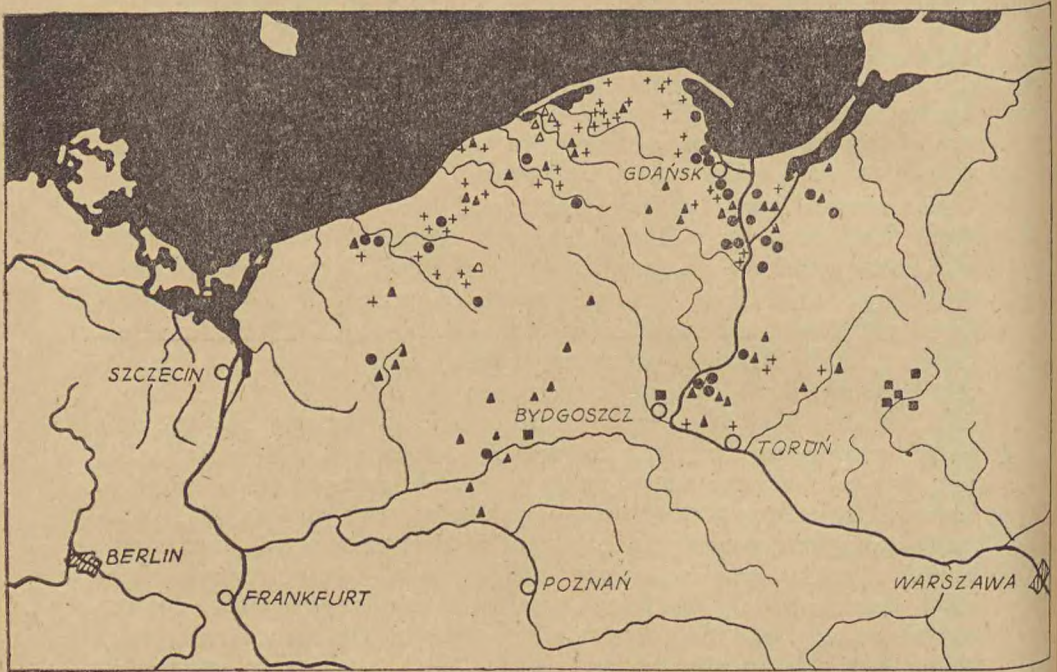 GDAŃSK
SZCZECIN
BYDGOSZCZ
TORUŃ
BERLIN
FRANKFURT
POZNAŃ
WARSZAWA